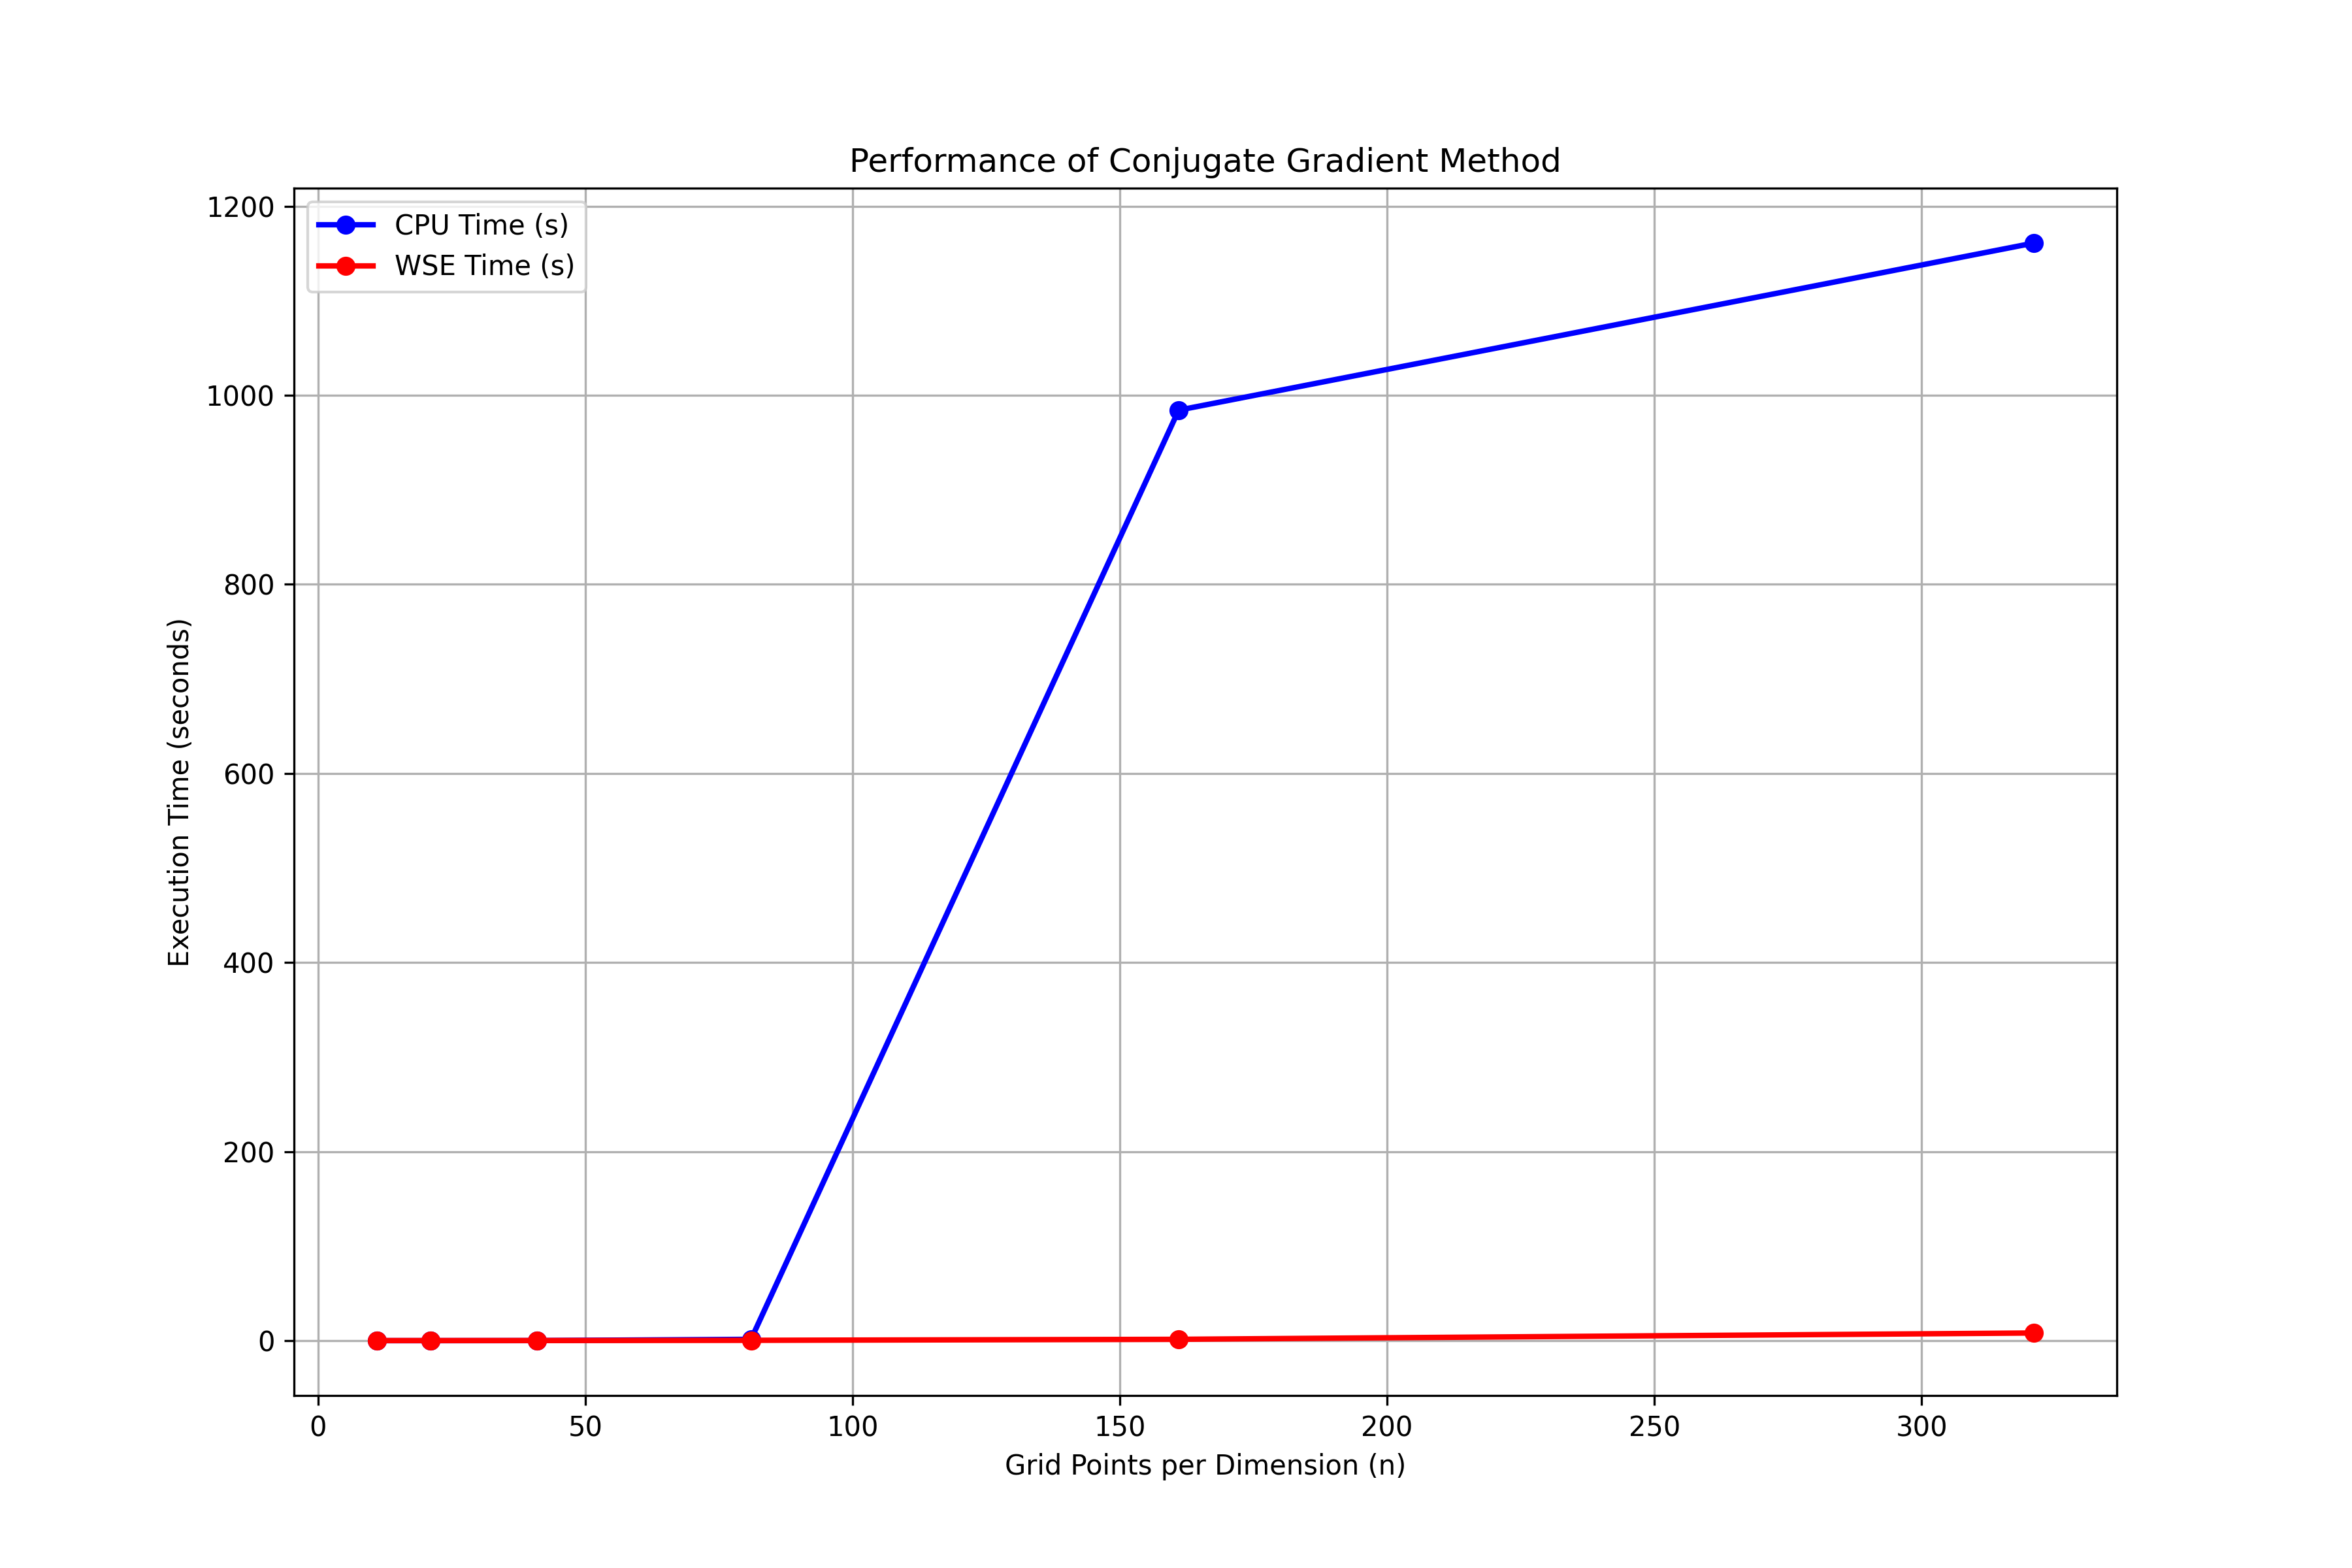 Performance of Conjugate Gradient Method
CPU Time (s)
WSE Time (s)
1200
1000
800
600
400
200
0
Execution Time (seconds)
0 50 100 150 200 250 300
Grid Points per Dimension (n)